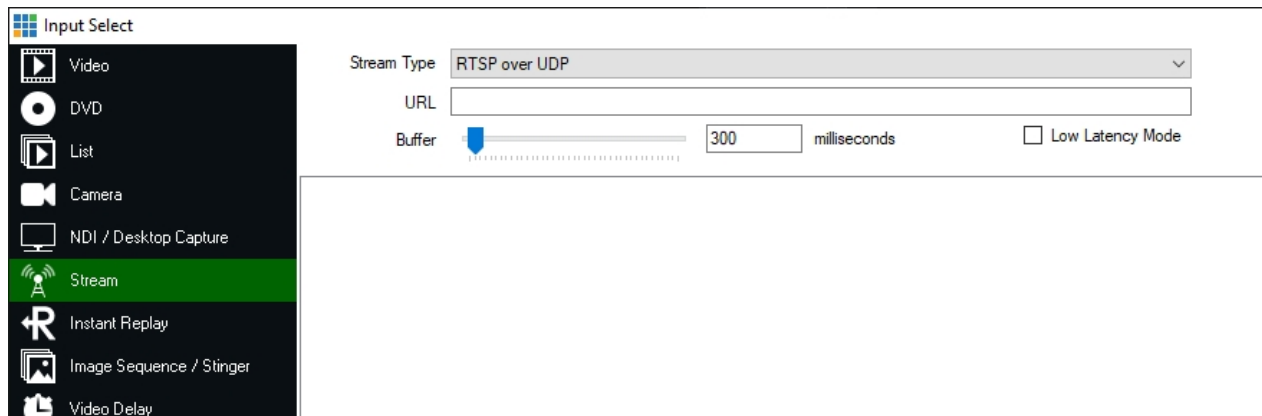 Input Select
Video
DVD
List
Camera
NDI / Desktop Capture
Stream
Instant Replay
Image Sequence / Stinger
Video Delay
Stream Type RTSP over UDP
URL
Buffer 300 milliseconds Low Latency Mode